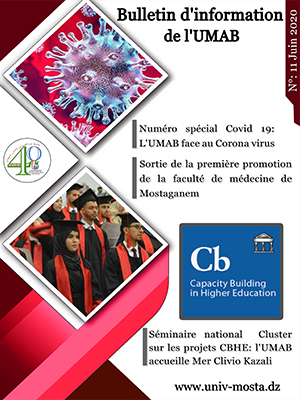 Bulletin d'information
de l'UMAB
N°: 11 Juin 2020
Numéro spécial Covid 19:
L'UMAB face au Corona virus
Sortie de la première promotion
de la faculté de médecine de
Mostaganem
40
Cb
Capacity Building
in Higher Education
Séminaire national Cluster
sur les projets CBHE: l'UMAB
accueille Mer Clivio Kazali
www.univ-mosta.dz